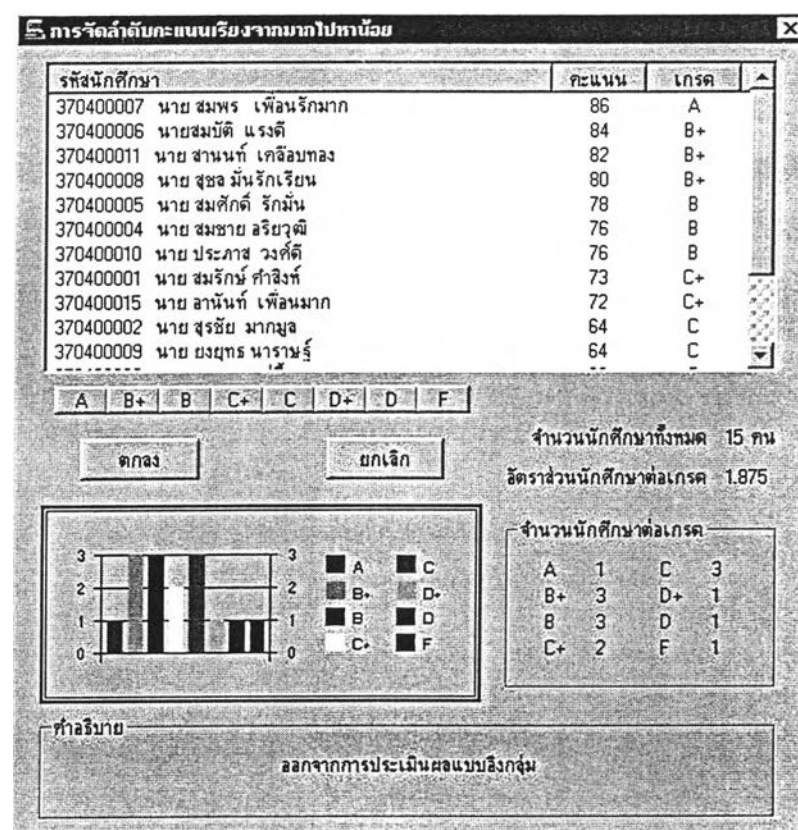 การจัดลำดับคะแนนเรียงจากมากไปหาน้อย
รหัสนักศึกษา คะแนน เกรด
370400007 นาย สมพร เพื่อนรักมาก 86 A
370400006 นายสมบัติ แรงดี 84 B+
370400011 นาย สานนท์ เคลือบทอง 82 B+
370400008 นาย สุชล มั่นรักเรียน 80 B+
370400005 นาย สมศักดิ์ รักมั่น 78 B
370400004 นาย สมชาย อริยวุฒิ 76 B
370400010 นาย ประภาส วงค์ดี 76 B
370400001 นาย สมรักษ์ คำสิงห์ 73 C+
370400015 นาย อานันท์ เพื่อนมาก 72 C+
370400002 นาย สุรชัย มากมูล 64 C
370400009 นาย ยงยุทธ นาราษฐ์ 64 C
A B+ B C+ C D+ D F
ตกลง ยกเลิก
จำนวนนักศึกษาทั้งหมด 15 คน
อัตราส่วนนักศึกษาต่อเกรด 1.875
3 3
2 2
1 1
0 0
A C
B+ D+
B D
C+ F
จำนวนนักศึกษาต่อเกรด
A 1 C 3
B+ 3 D+ 1
B 3 D 1
C+ 2 F 1
คำอธิบาย
ออกจากการประเมินผลแบบอิงกลุ่ม